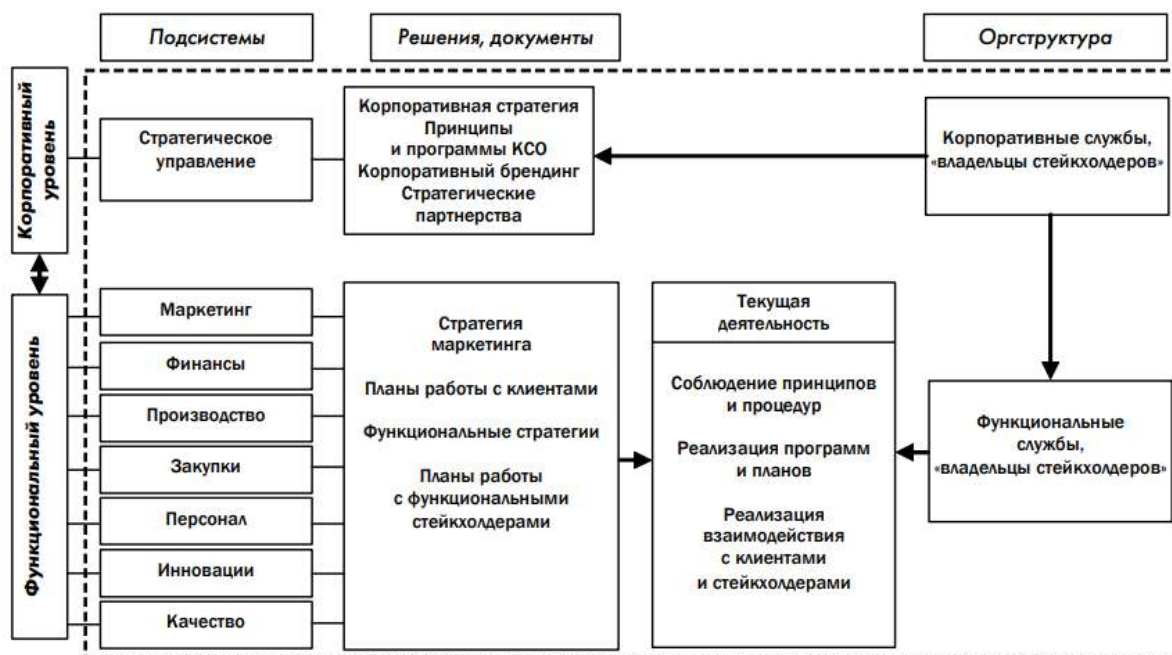 Подсистемы
Решения, документы
Оргструктура
Корпоративный
уровень
Стратегическое
управление
Корпоративная стратегия
Принципы
и программы КСО
Корпоративный брендинг
Стратегические
партнерства
Корпоративные службы,
«владельцы стейкхолдеров»
Функциональный уровень
Маркетинг
Финансы
Производство
Закупки
Персонал
Инновации
Качество
Стратегия
маркетинга
Планы работы с клиентами
Функциональные стратегии
Планы работы
с функциональными
стейкхолдерами
Текущая
деятельность
Соблюдение принципов
и процедур
Реализация программ
и планов
Реализация
взаимодействия
с клиентами
и стейкхолдерами
Функциональные
службы,
«владельцы стейкхолдеров»